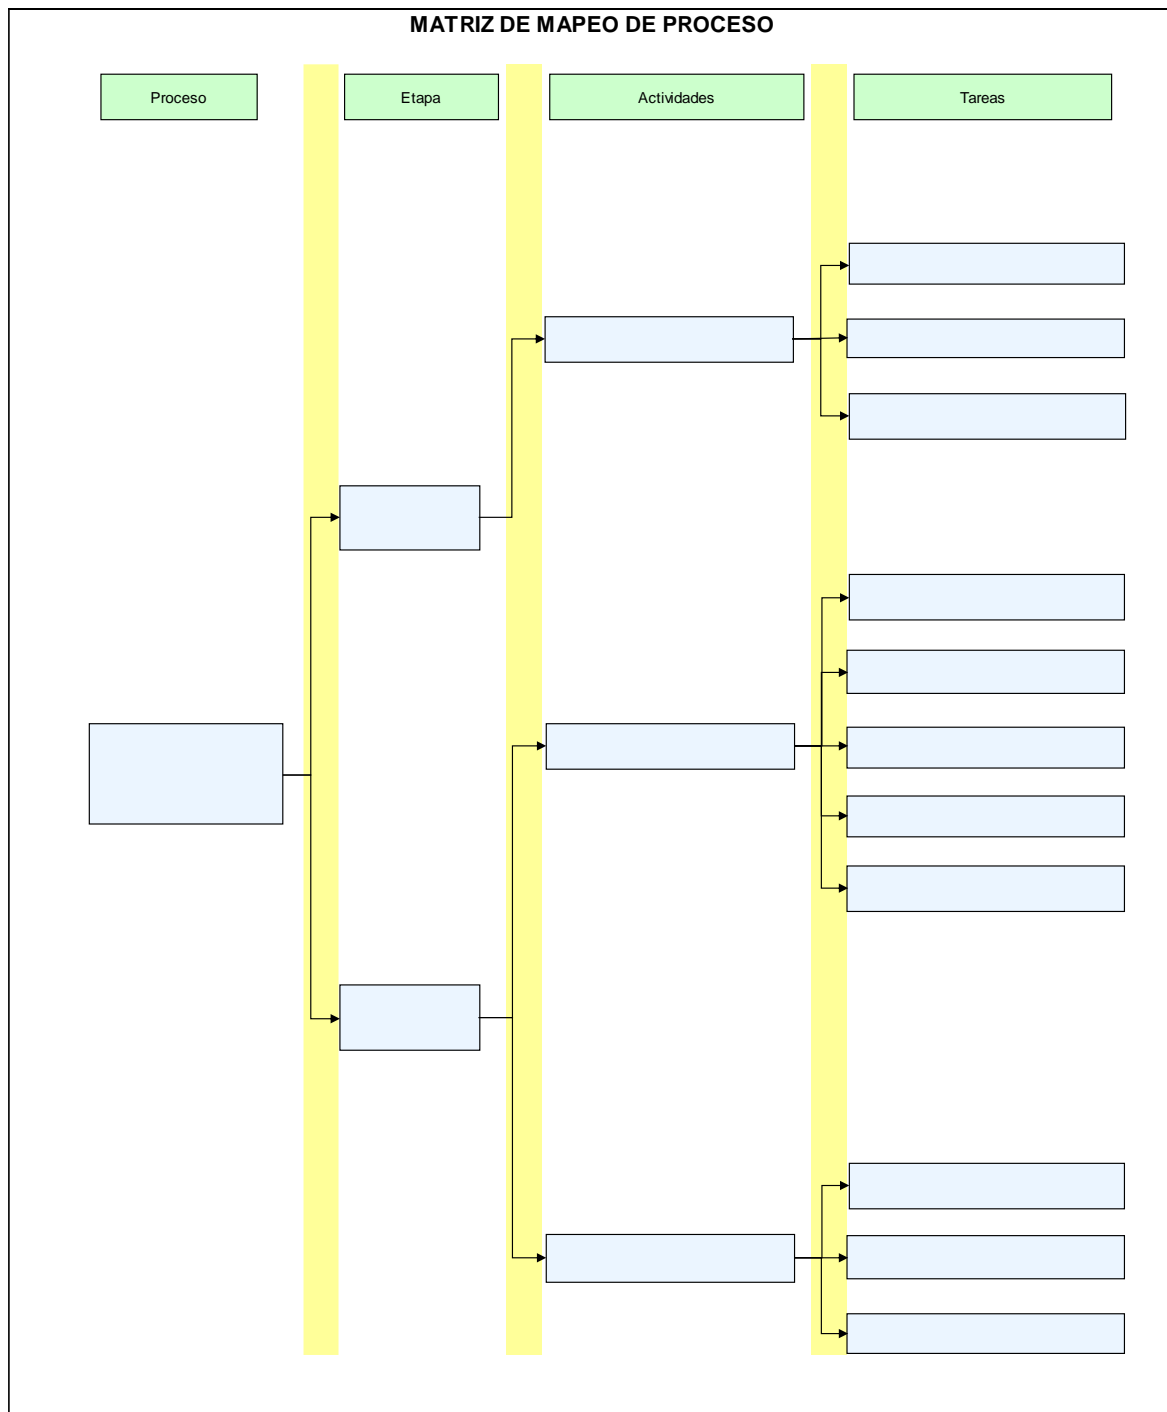 MATRIZ DE MAPEO DE PROCESO
Proceso
Etapa
Actividades
Tareas